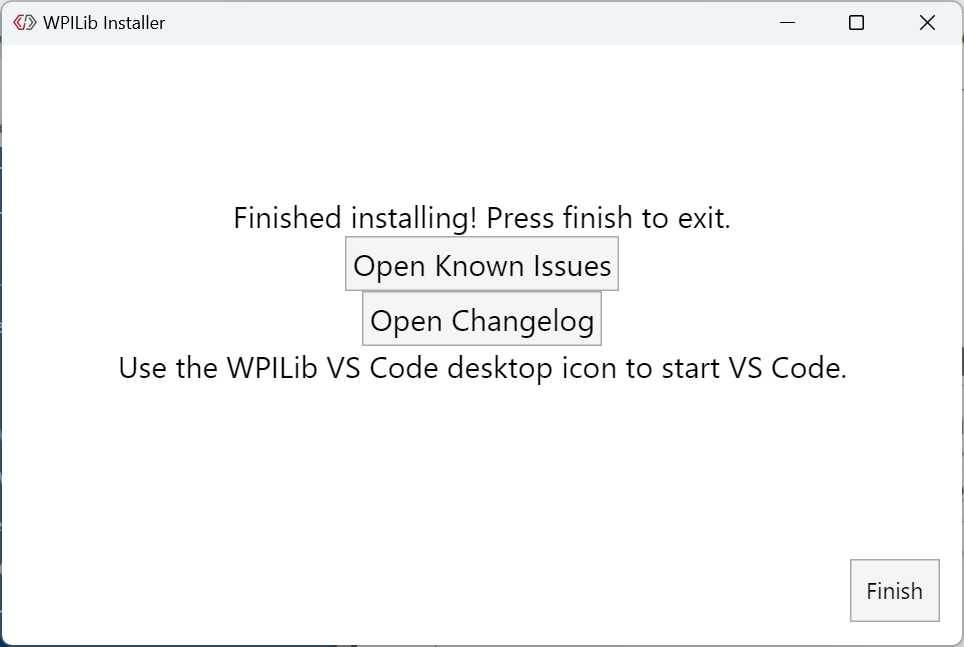 WPILib Installer
Finished installing! Press finish to exit.
Open Known Issues
Open Changelog
Use the WPILib VS Code desktop icon to start VS Code.
Finish